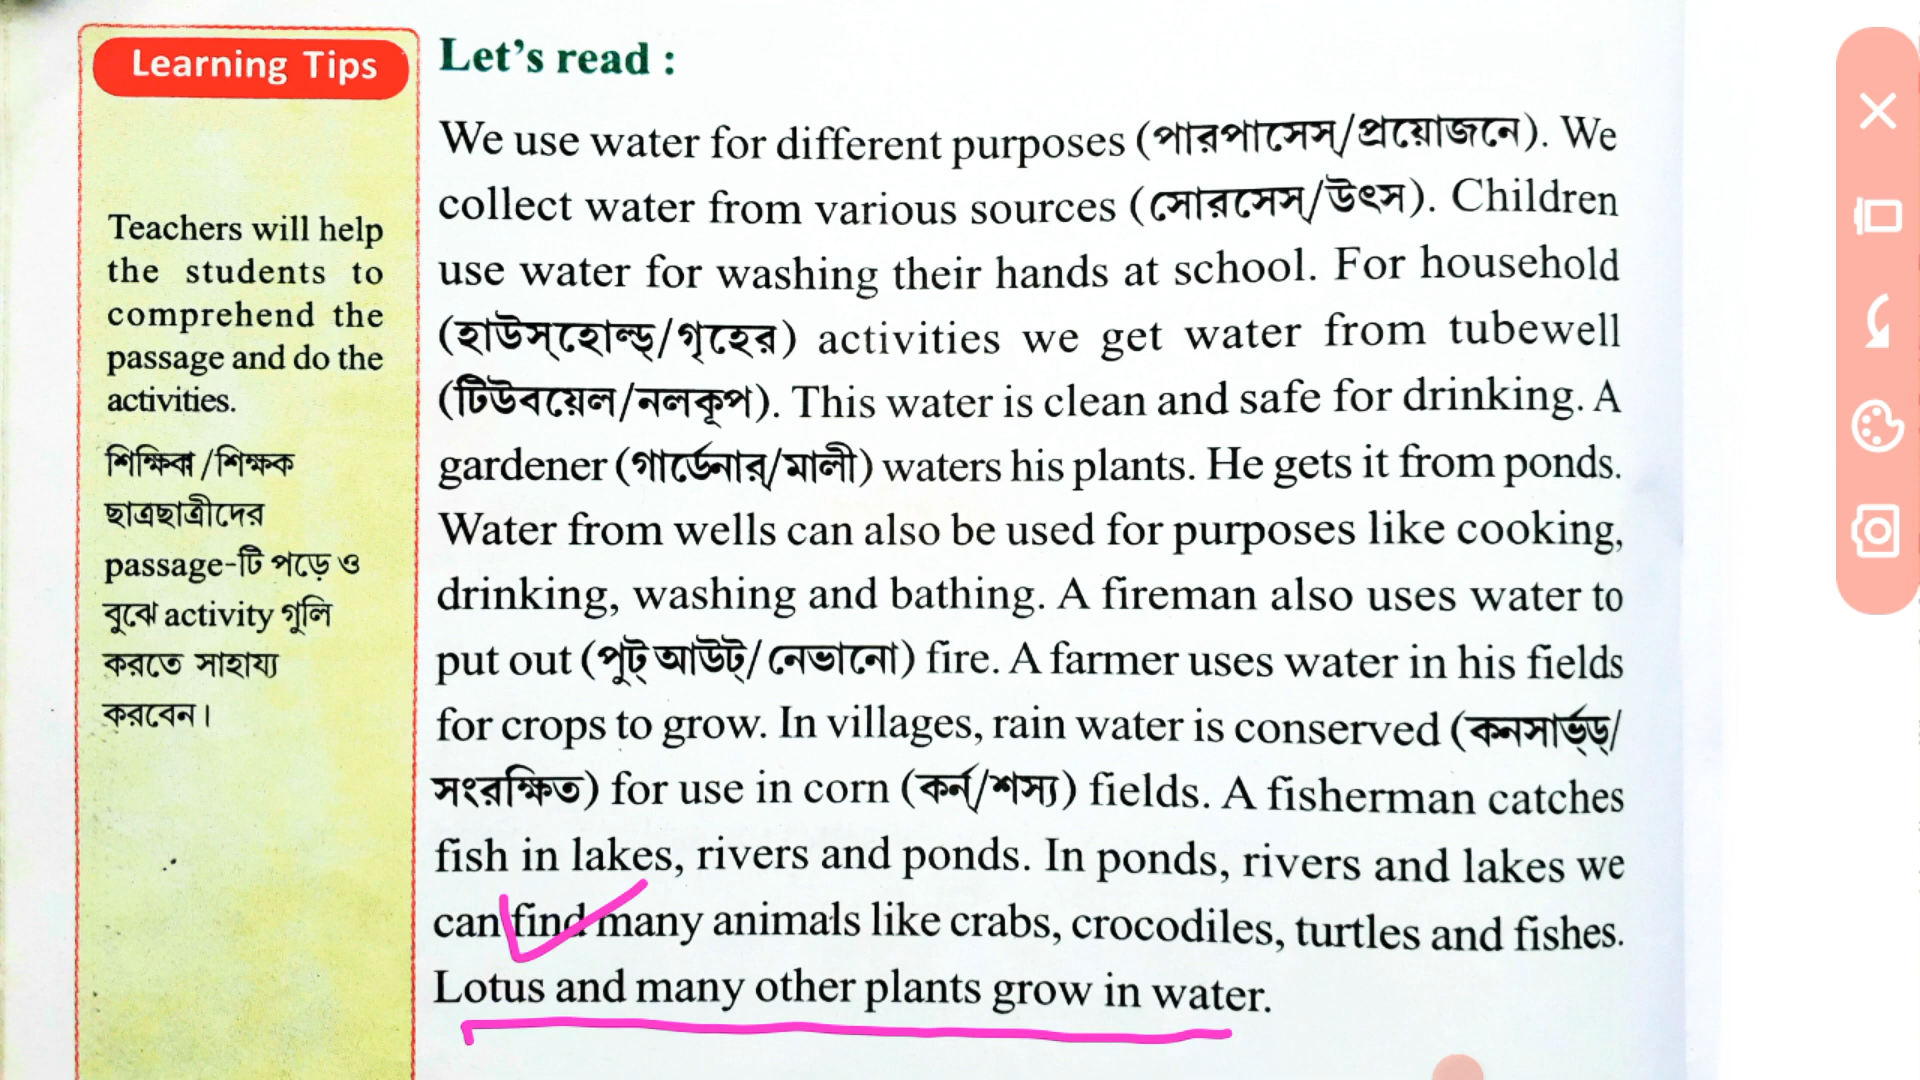 Learning Tips
Teachers will help
the students to
comprehend the
passage and do the
activities.
শিক্ষিকা/শিক্ষক
ছাত্রছাত্রীদের
passage-টি পড়ে ও
বুঝে activity গুলি
করতে সাহায্য
করবেন।
Let's read :
We use water for different purposes (পারপাসেস্/প্রয়োজনে). We
collect water from various sources (সোরসেস্/উৎস). Children
use water for washing their hands at school. For household
(হাউস্‌হোল্ড্/গৃহের) activities we get water from tubewell
(টিউবয়েল/নলকূপ). This water is clean and safe for drinking. A
gardener (গার্ডেনার্/মালী) waters his plants. He gets it from ponds.
Water from wells can also be used for purposes like cooking,
drinking, washing and bathing. A fireman also uses water to
put out (পুট্ আউট্/নেভানো) fire. A farmer uses water in his fields
for crops to grow. In villages, rain water is conserved (কনসার্ভ্‌ড্/
সংরক্ষিত) for use in corn (কর্ন্/শস্য) fields. A fisherman catches
fish in lakes, rivers and ponds. In ponds, rivers and lakes we
can find many animals like crabs, crocodiles, turtles and fishes.
Lotus and many other plants grow in water.